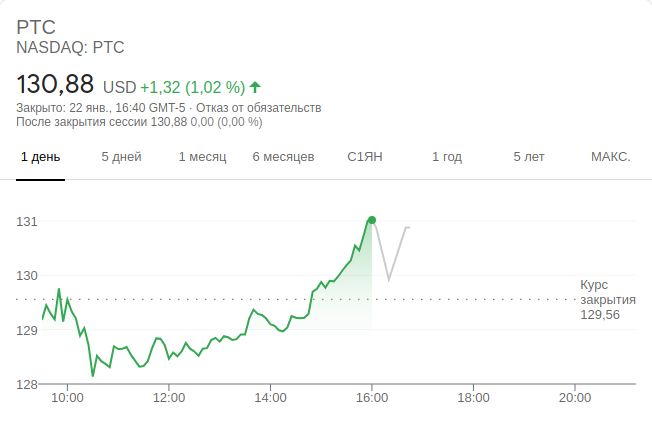 PTC
NASDAQ: PTC
130,88 USD +1,32 (1,02 %)
Закрыто: 22 янв., 16:40 GMT-5 · Отказ от обязательств
После закрытия сессии 130,88 0,00 (0,00 %)
1 день 5 дней 1 месяц 6 месяцев С1ЯН 1 год 5 лет МАКС.
131
130
Курс
закрытия
129,56
129
128
10:00 12:00 14:00 16:00 18:00 20:00